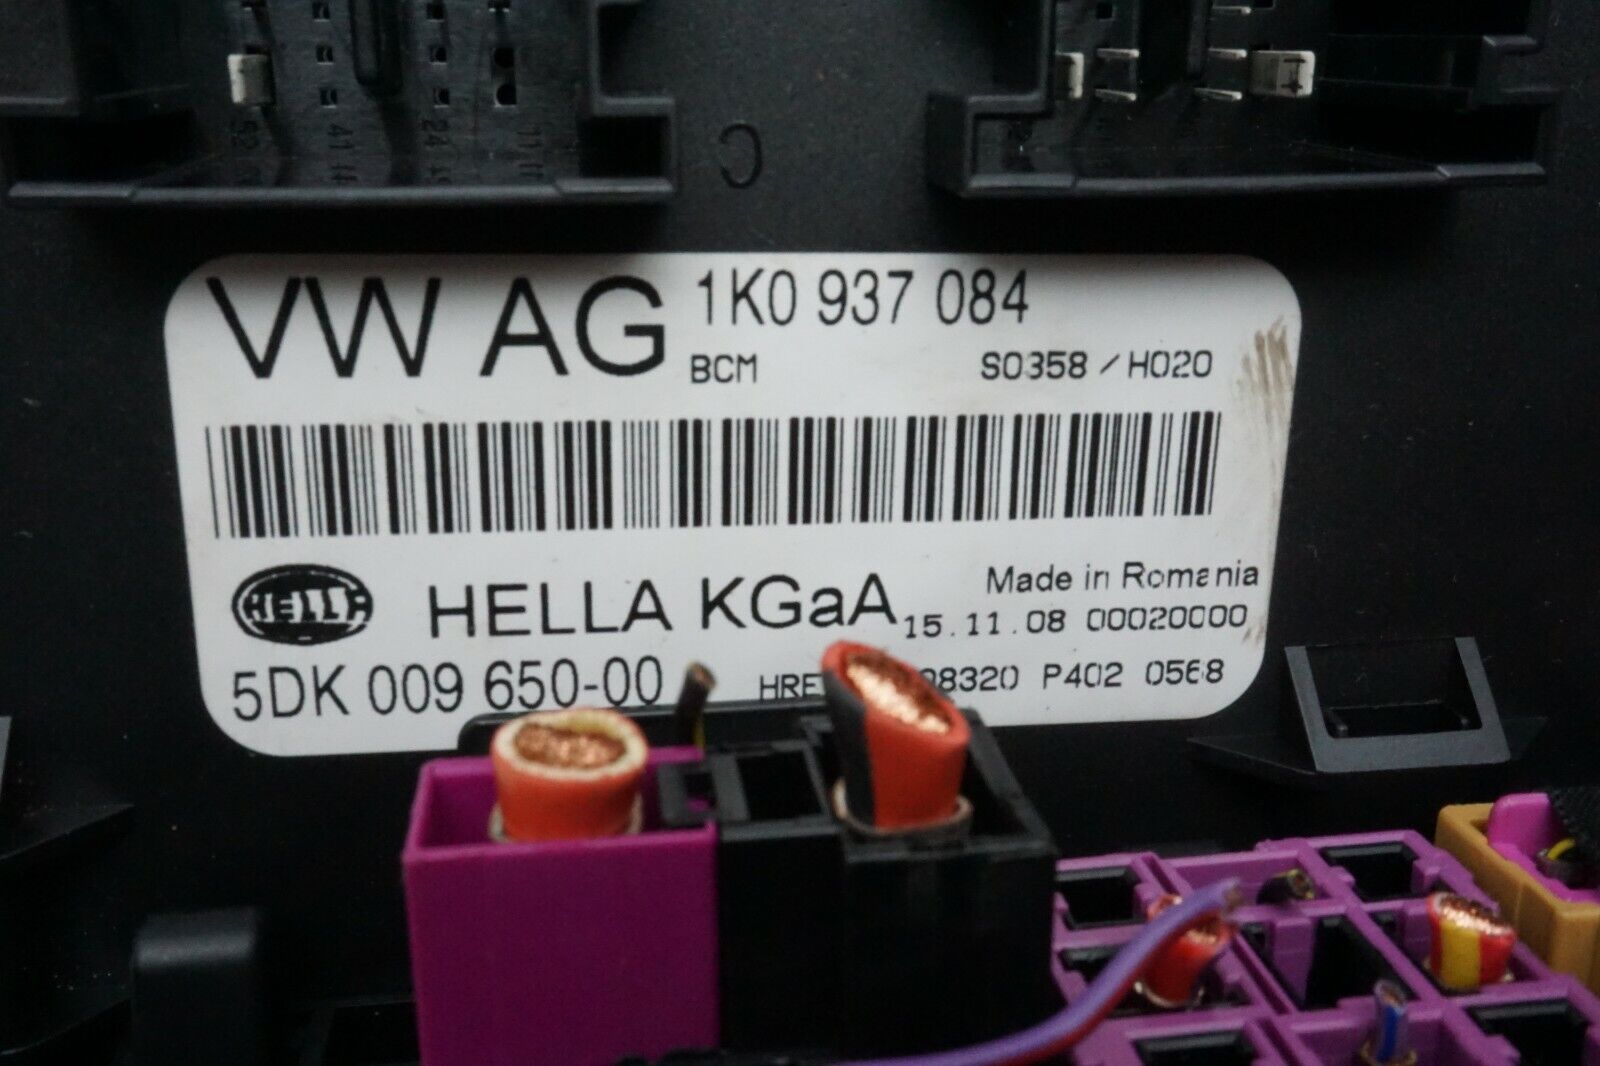 C
VW AG 1K0 937 084
BCM S0358 / H020
HELLA HELLA KGaA Made in Romania
15.11.08 00020000
5DK 009 650-00 P402 0568